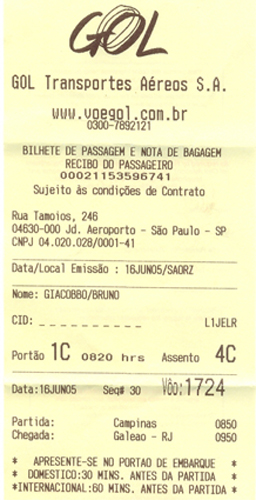 GOL
GOL Transportes Aéreos S.A.
www.voegol.com.br
0300-7892121
BILHETE DE PASSAGEM E NOTA DE BAGAGEM
RECIBO DO PASSAGEIRO
00021153596741
Sujeito às condições de Contrato
Rua Tamoios, 246
04630-000 Jd. Aeroporto - São Paulo - SP
CNPJ 04.020.028/0001-41
Data/Local Emissão : 16JUN05/SAORZ
Nome: GIACOBBO/BRUNO
CID: _ _ _ _ _ _ _ _ _ L1JELR
Portão 1C 0820 hrs Assento 4C
Data:16JUN05 Seq# 30 Vôo:1724
Partida: Campinas 0850
Chegada: Galeao - RJ 0950
* APRESENTE-SE NO PORTAO DE EMBARQUE *
* DOMESTICO:30 MINS. ANTES DA PARTIDA *
*INTERNACIONAL:60 MINS. ANTES DA PARTIDA *